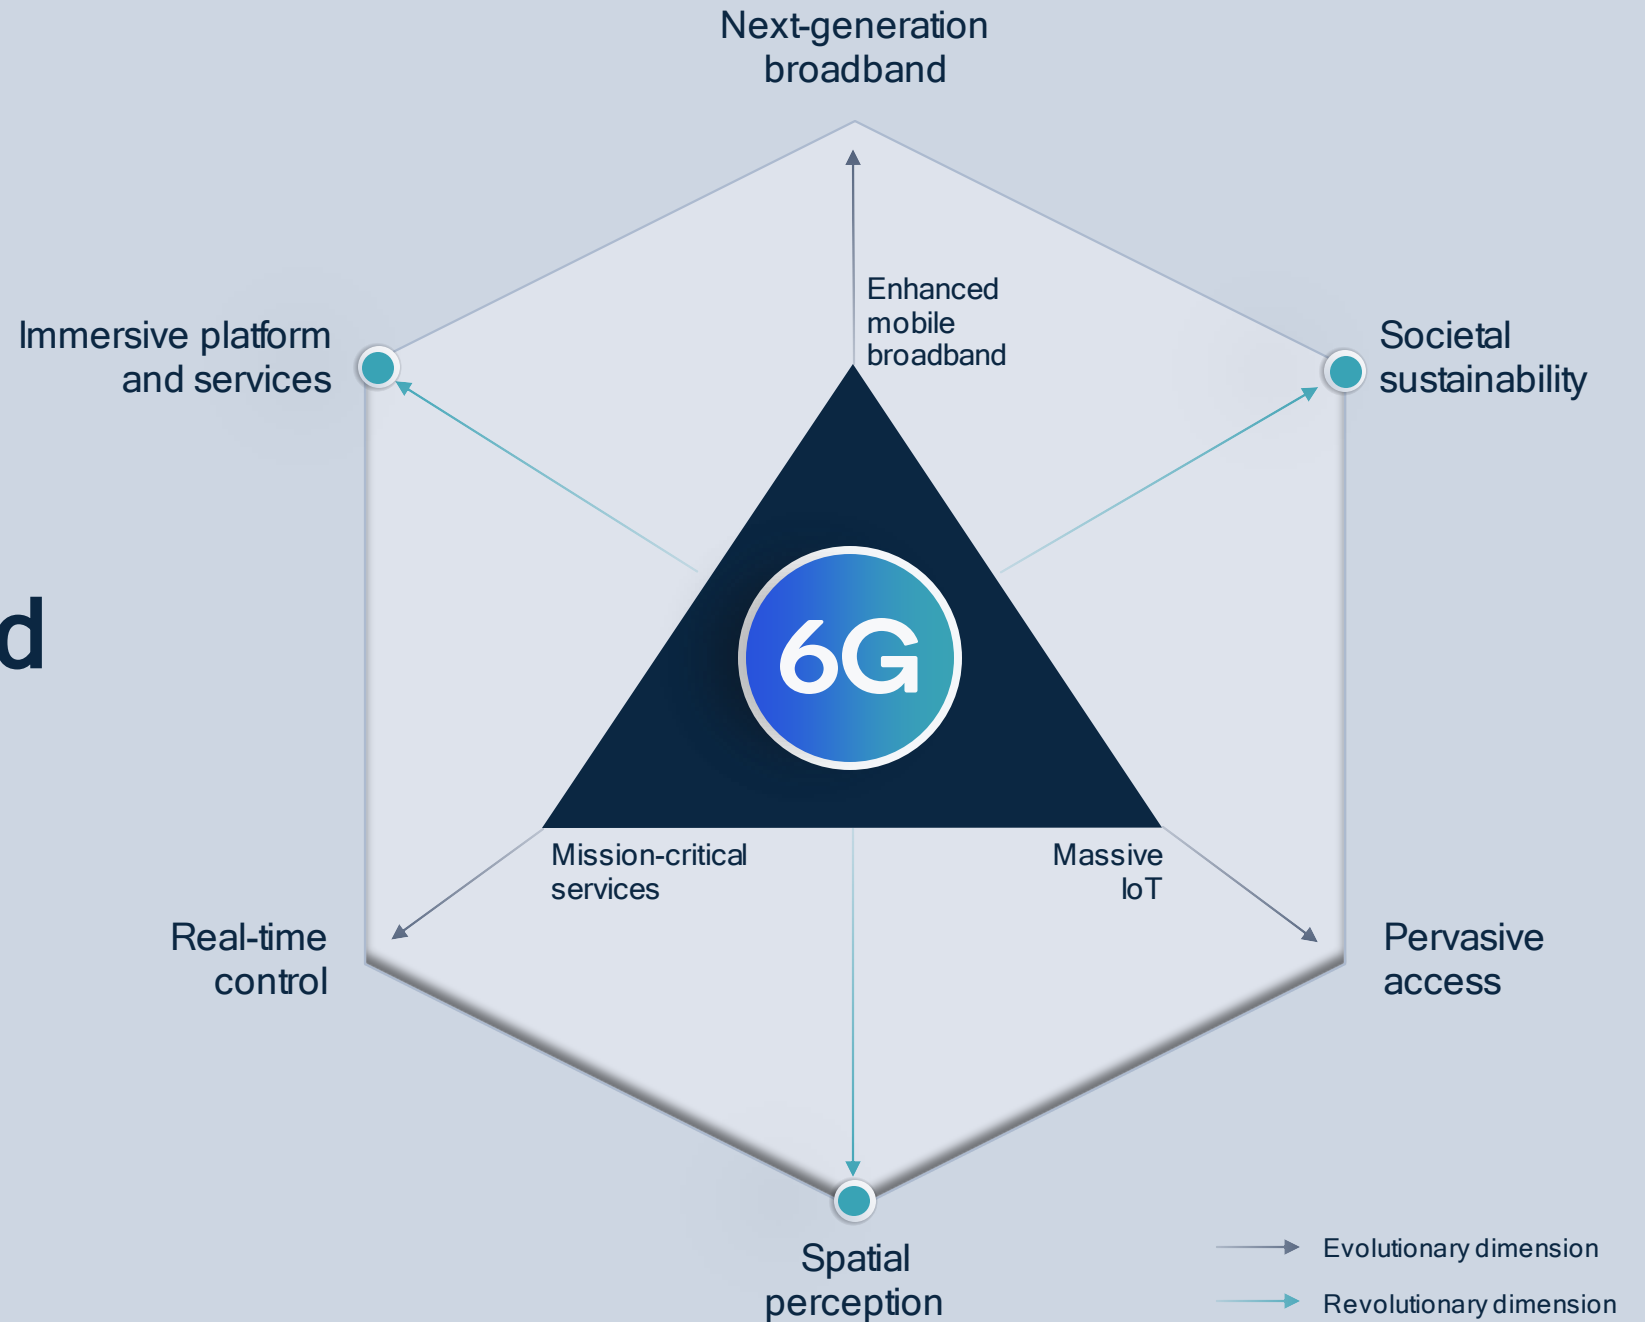 Next-generation
broadband
Enhanced
mobile
broadband
Immersive platform
and services
Societal
sustainability
d
6G
Mission-critical
services
Massive
IoT
Real-time
control
Pervasive
access
Spatial
perception
Evolutionary dimension
Revolutionary dimension